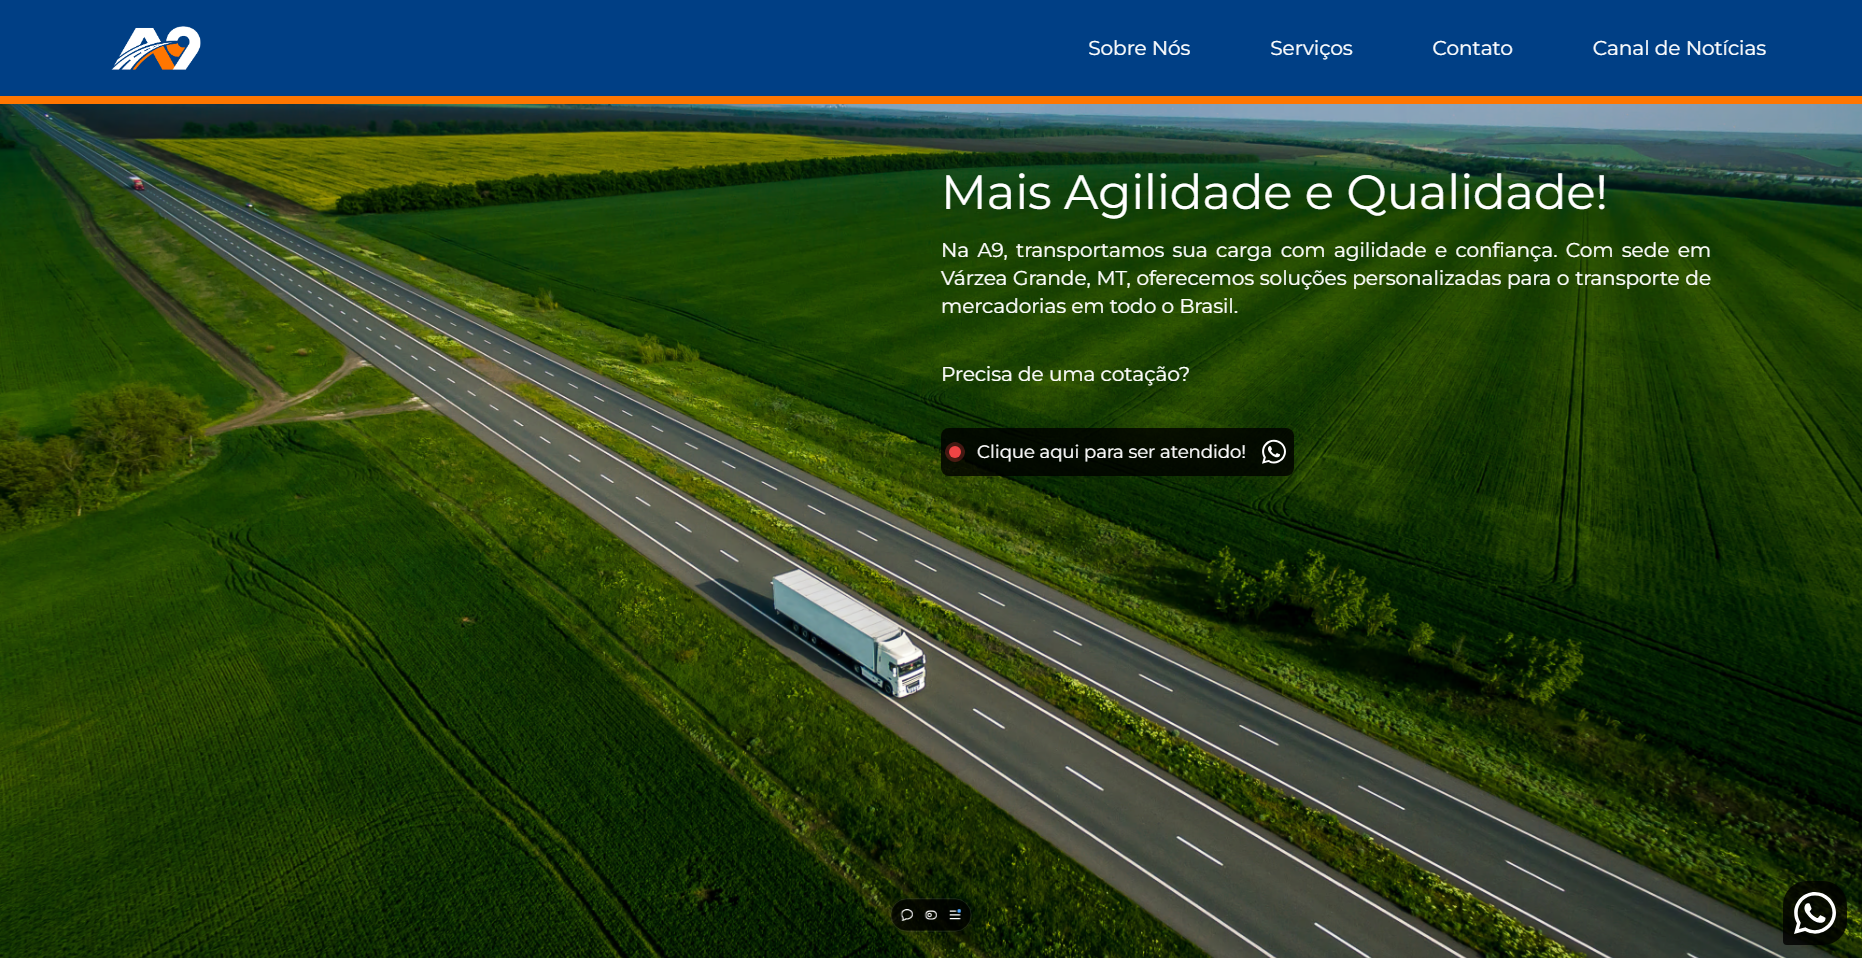 A9
Sobre Nós
Serviços
Contato
Canal de Notícias
Mais Agilidade e Qualidade!
Na A9, transportamos sua carga com agilidade e confiança. Com sede em
Várzea Grande, MT, oferecemos soluções personalizadas para o transporte de
mercadorias em todo o Brasil.
Precisa de uma cotação?
Clique aqui para ser atendido!